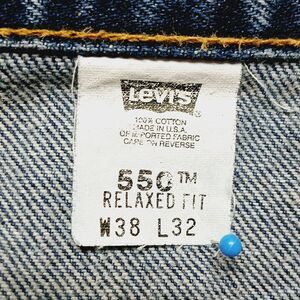 Levi's
®
100% COTTON
MADE IN U.S.A.
OF IMPORTED FABRIC
CARE ON REVERSE
550™
RELAXED FIT
W38 L32